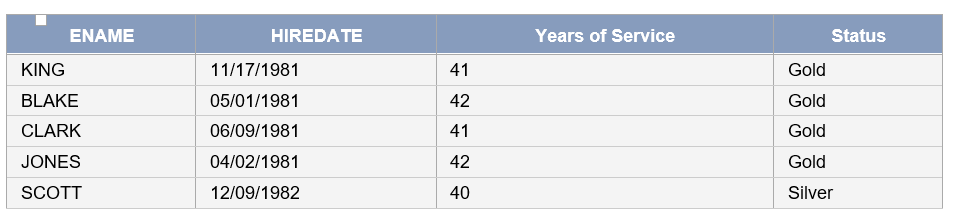 ENAME HIREDATE Years of Service Status
KING 11/17/1981 41 Gold
BLAKE 05/01/1981 42 Gold
CLARK 06/09/1981 41 Gold
JONES 04/02/1981 42 Gold
SCOTT 12/09/1982 40 Silver